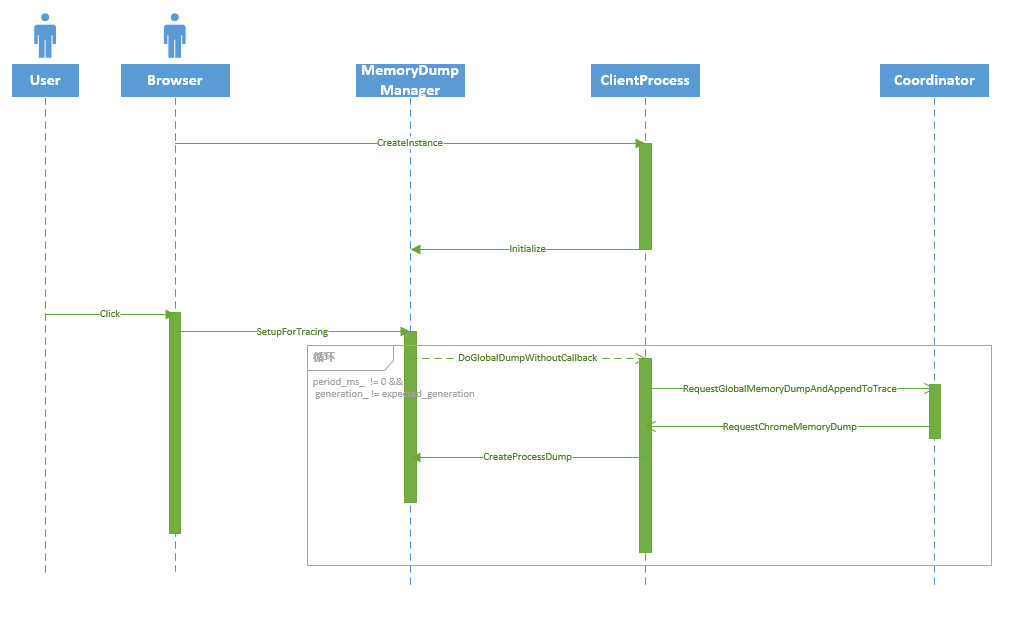 User
Browser
MemoryDump
Manager
ClientProcess
Coordinator
CreateInstance
Initialize
Click
SetupForTracing
循环
DoGlobalDumpWithoutCallback
period_ms_ != 0 &&
generation_ != expected_generation
RequestGlobalMemoryDumpAndAppendToTrace
RequestChromeMemoryDump
CreateProcessDump